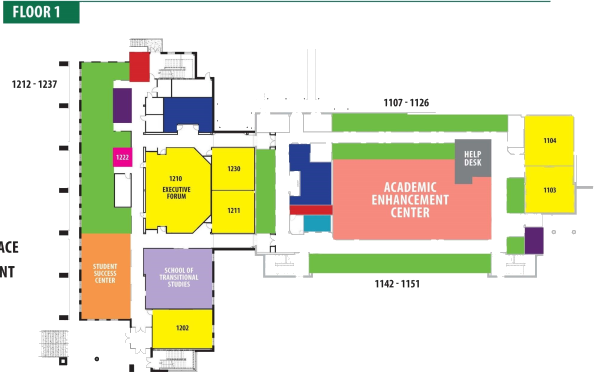 FLOOR 1
1212 - 1237
1107 - 1126
1104
HELP
DESK
1222
1230
1210
EXECUTIVE
FORUM
1103
ACADEMIC
ENHANCEMENT
CENTER
1211
ACE
NT
STUDENT
SUCCESS
CENTER
SCHOOL OF
TRANSITIONAL
STUDIES
1142 - 1151
1202